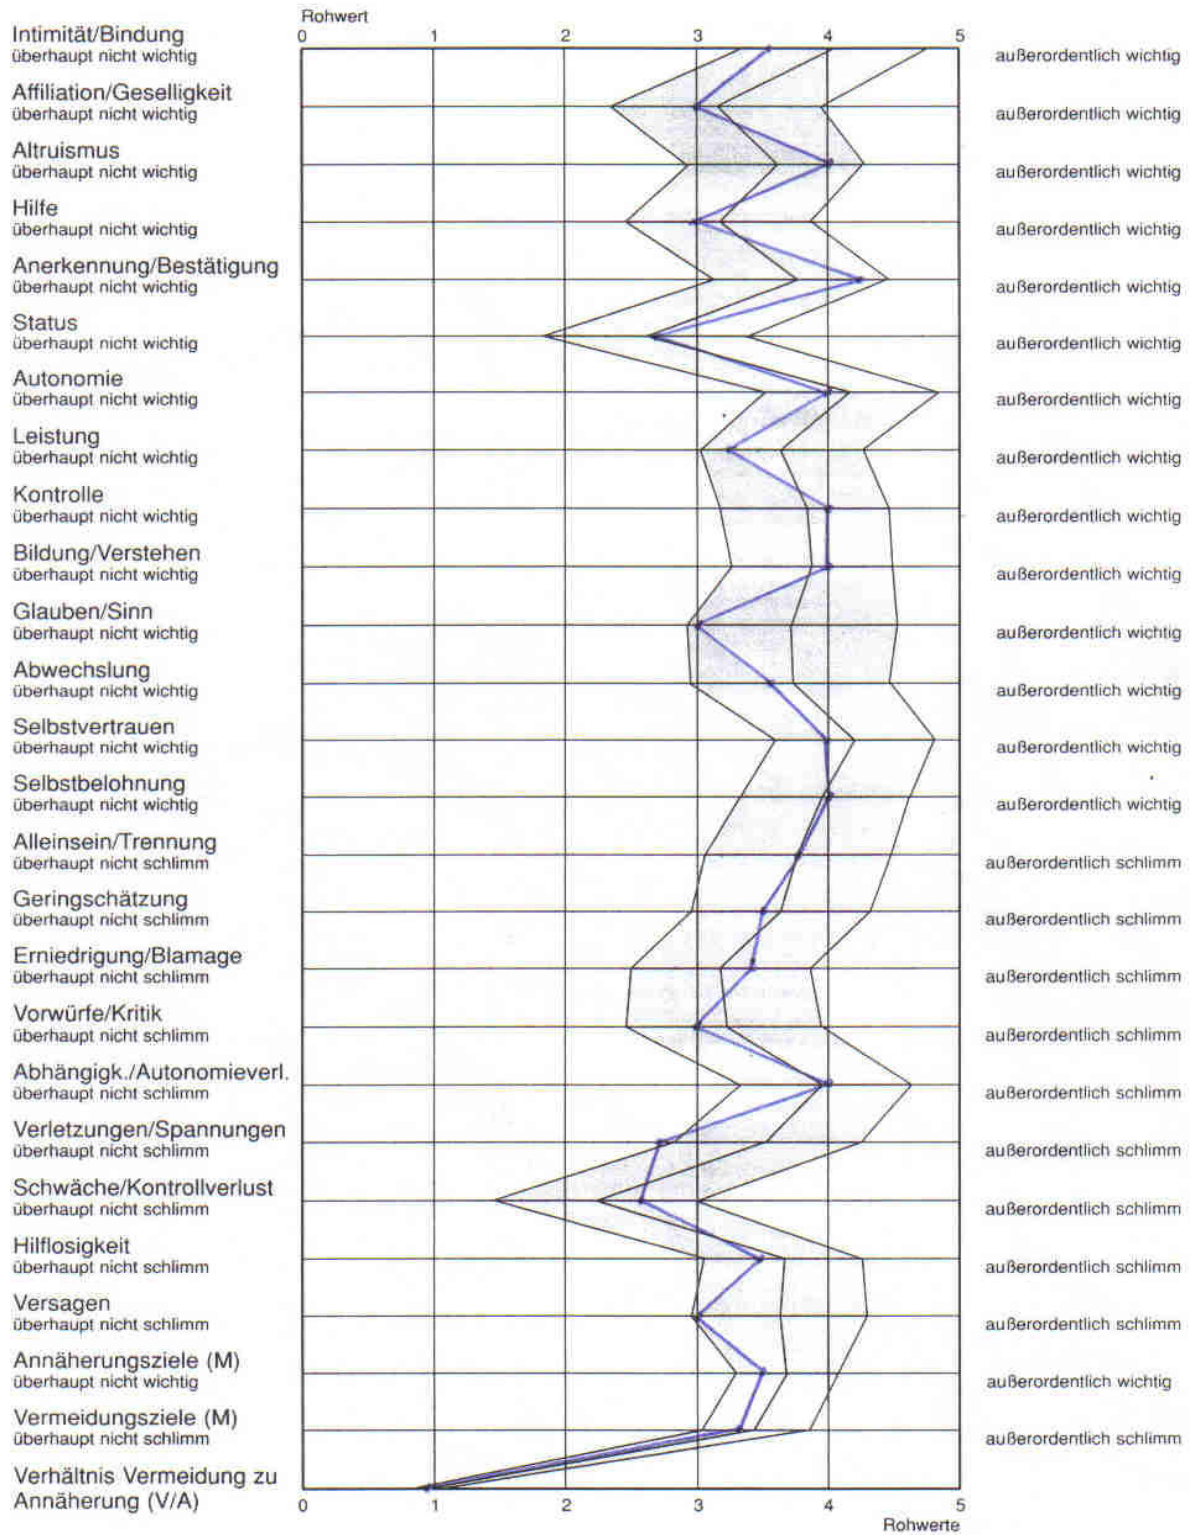 Rohwert
0 1 2 3 4 5
Intimität/Bindung
überhaupt nicht wichtig außerordentlich wichtig
Affiliation/Geselligkeit
überhaupt nicht wichtig außerordentlich wichtig
Altruismus
überhaupt nicht wichtig außerordentlich wichtig
Hilfe
überhaupt nicht wichtig außerordentlich wichtig
Anerkennung/Bestätigung
überhaupt nicht wichtig außerordentlich wichtig
Status
überhaupt nicht wichtig außerordentlich wichtig
Autonomie
überhaupt nicht wichtig außerordentlich wichtig
Leistung
überhaupt nicht wichtig außerordentlich wichtig
Kontrolle
überhaupt nicht wichtig außerordentlich wichtig
Bildung/Verstehen
überhaupt nicht wichtig außerordentlich wichtig
Glauben/Sinn
überhaupt nicht wichtig außerordentlich wichtig
Abwechslung
überhaupt nicht wichtig außerordentlich wichtig
Selbstvertrauen
überhaupt nicht wichtig außerordentlich wichtig
Selbstbelohnung
überhaupt nicht wichtig außerordentlich wichtig
Alleinsein/Trennung
überhaupt nicht schlimm außerordentlich schlimm
Geringschätzung
überhaupt nicht schlimm außerordentlich schlimm
Erniedrigung/Blamage
überhaupt nicht schlimm außerordentlich schlimm
Vorwürfe/Kritik
überhaupt nicht schlimm außerordentlich schlimm
Abhängigk./Autonomieverl.
überhaupt nicht schlimm außerordentlich schlimm
Verletzungen/Spannungen
überhaupt nicht schlimm außerordentlich schlimm
Schwäche/Kontrollverlust
überhaupt nicht schlimm außerordentlich schlimm
Hilflosigkeit
überhaupt nicht schlimm außerordentlich schlimm
Versagen
überhaupt nicht schlimm außerordentlich schlimm
Annäherungsziele (M)
überhaupt nicht wichtig außerordentlich wichtig
Vermeidungsziele (M)
überhaupt nicht schlimm außerordentlich schlimm
Verhältnis Vermeidung zu
Annäherung (V/A)
0 1 2 3 4 5
Rohwerte